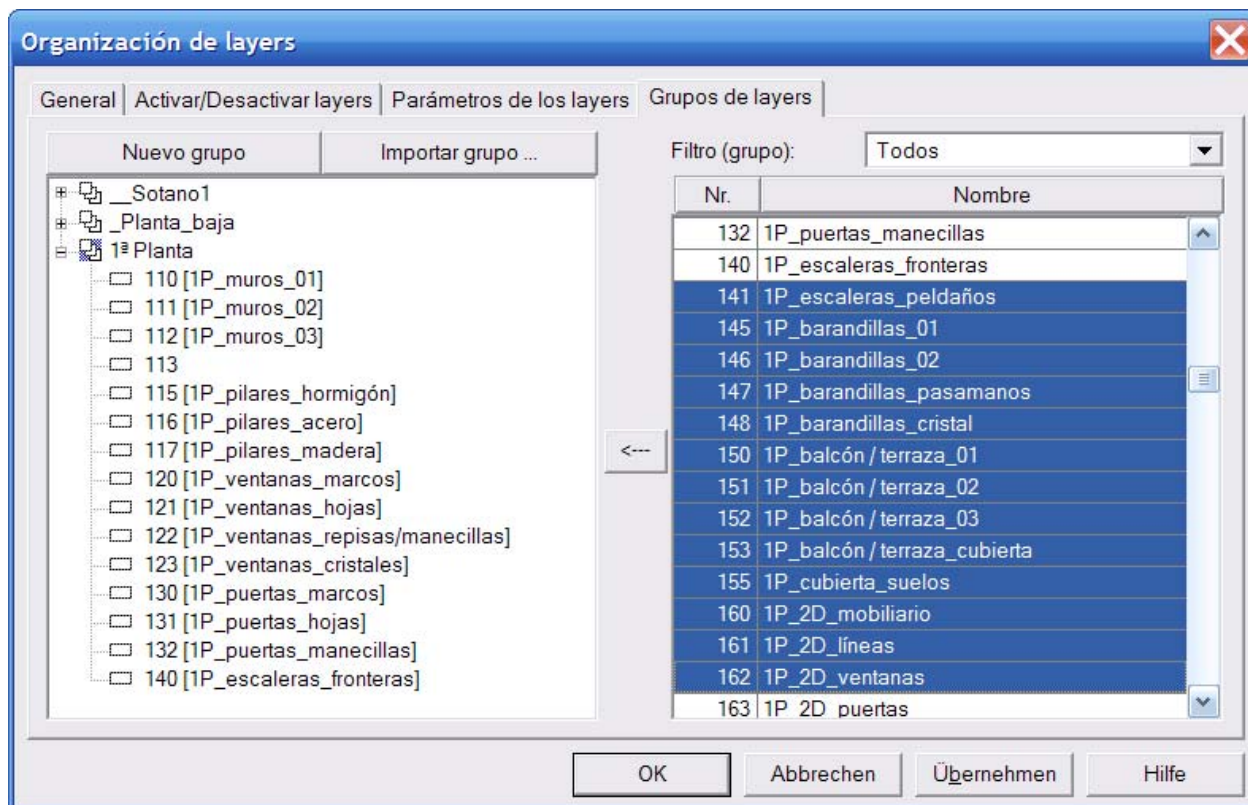 Organización de layers
General
Activar/Desactivar layers
Parámetros de los layers
Grupos de layers
Nuevo grupo
Importar grupo ...
__Sotano1
_Planta_baja
1ª Planta
110 [1P_muros_01]
111 [1P_muros_02]
112 [1P_muros_03]
113
115 [1P_pilares_hormigón]
116 [1P_pilares_acero]
117 [1P_pilares_madera]
120 [1P_ventanas_marcos]
121 [1P_ventanas_hojas]
122 [1P_ventanas_repisas/manecillas]
123 [1P_ventanas_cristales]
130 [1P_puertas_marcos]
131 [1P_puertas_hojas]
132 [1P_puertas_manecillas]
140 [1P_escaleras_fronteras]
<---
Filtro (grupo): Todos
Nr. Nombre
132 1P_puertas_manecillas
140 1P_escaleras_fronteras
141 1P_escaleras_peldaños
145 1P_barandillas_01
146 1P_barandillas_02
147 1P_barandillas_pasamanos
148 1P_barandillas_cristal
150 1P_balcón / terraza_01
151 1P_balcón / terraza_02
152 1P_balcón / terraza_03
153 1P_balcón / terraza_cubierta
155 1P_cubierta_suelos
160 1P_2D_mobiliario
161 1P_2D_líneas
162 1P_2D_ventanas
163 1P_2D_puertas
OK
Abbrechen
Übernehmen
Hilfe